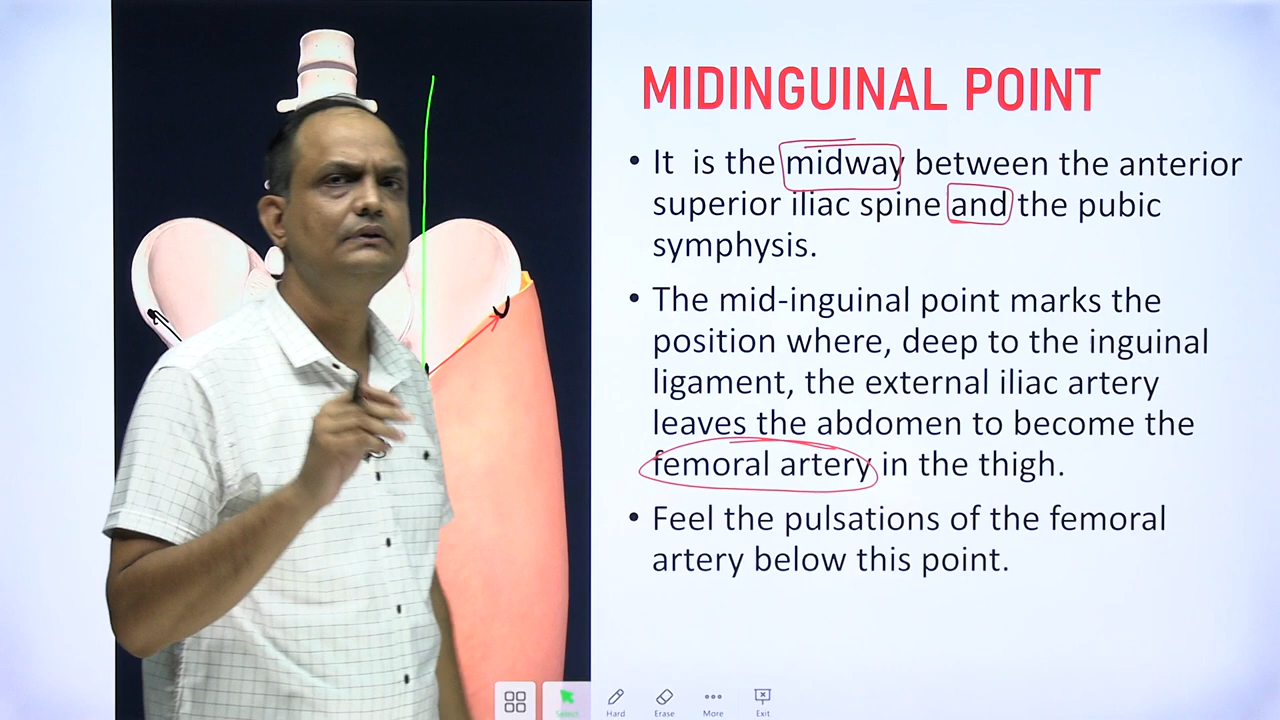 MIDINGUINAL POINT
• It is the midway between the anterior
superior iliac spine and the pubic
symphysis.
• The mid-inguinal point marks the
position where, deep to the inguinal
ligament, the external iliac artery
leaves the abdomen to become the
femoral artery in the thigh.
• Feel the pulsations of the femoral
artery below this point.
Select Hard Erase More Exit